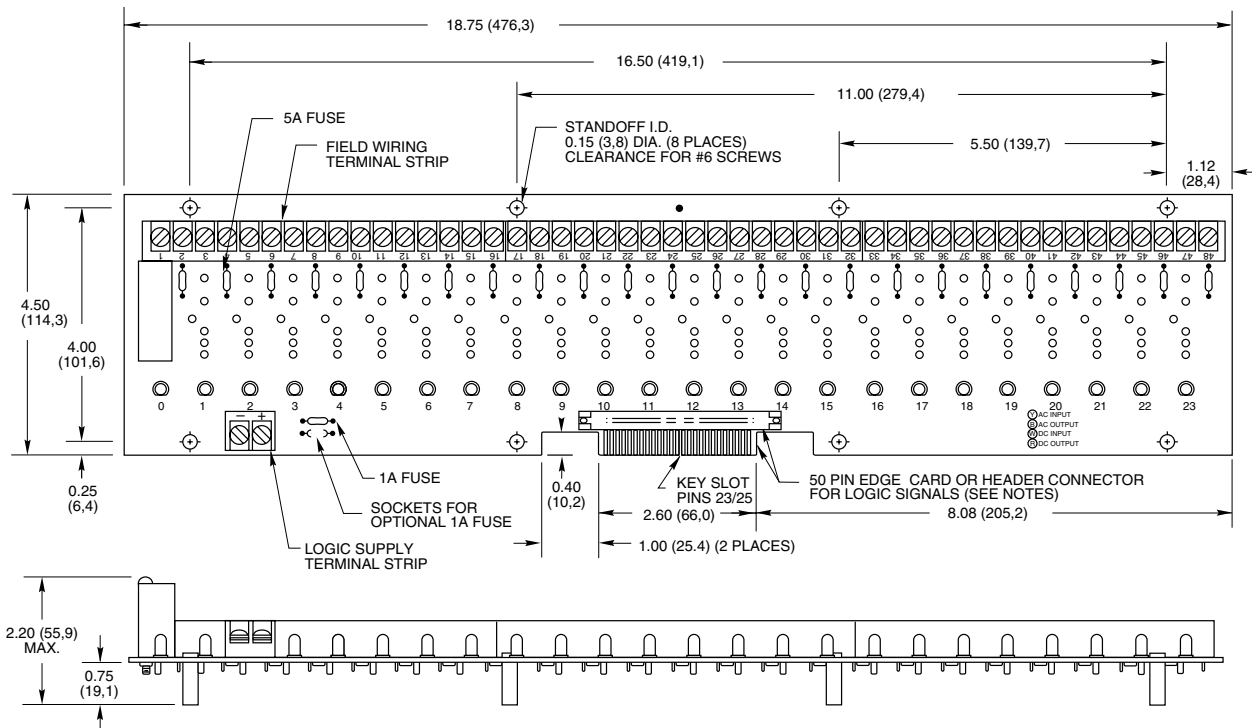 18.75 (476,3)
16.50 (419,1)
11.00 (279,4)
5A FUSE
STANDOFF I.D.
0.15 (3,8) DIA. (8 PLACES)
CLEARANCE FOR #6 SCREWS
FIELD WIRING
TERMINAL STRIP
5.50 (139,7)
1.12
(28,4)
1 2 3 4 5 6 7 8 9 10 11 12 13 14 15 16 17 18 19 20 21 22 23 24 25 26 27 28 29 30 31 32 33 34 35 36 37 38 39 40 41 42 43 44 45 46 47 48
4.50
(114,3)
4.00
(101,6)
0 1 2 3 4 5 6 7 8 9 10 11 12 13 14 15 16 17 18 19 20 21 22 23
− +
Y AC INPUT
B AC OUTPUT
W DC INPUT
R DC OUTPUT
0.25
(6,4)
1A FUSE
SOCKETS FOR
OPTIONAL 1A FUSE
LOGIC SUPPLY
TERMINAL STRIP
0.40
(10,2)
KEY SLOT
PINS 23/25
50 PIN EDGE CARD OR HEADER CONNECTOR
FOR LOGIC SIGNALS (SEE NOTES)
2.60 (66,0)
8.08 (205,2)
1.00 (25.4) (2 PLACES)
2.20 (55,9)
MAX.
0.75
(19,1)